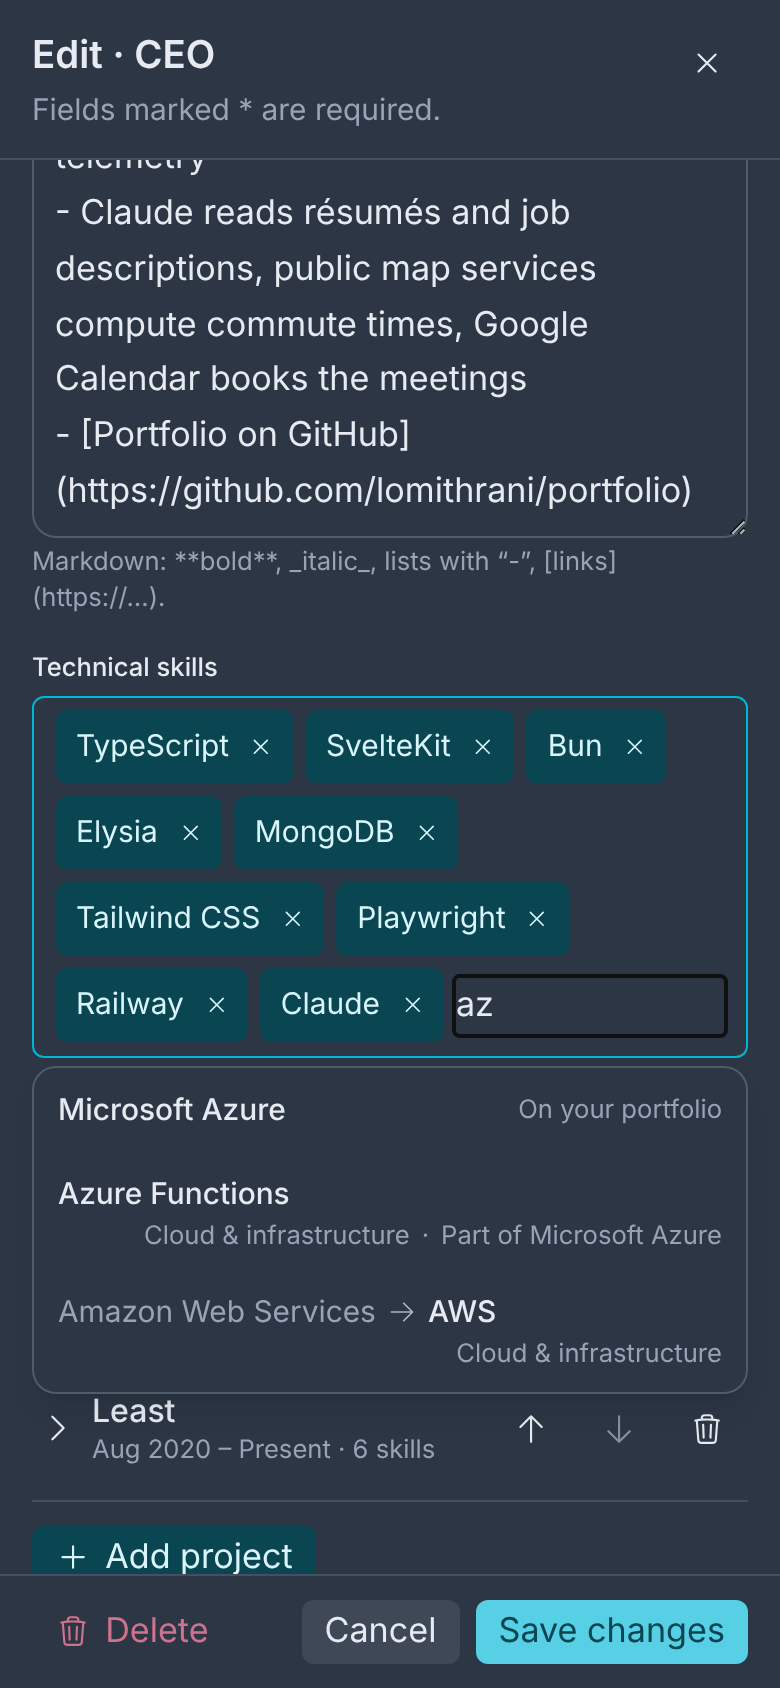 Edit · CEO
Fields marked * are required.
telemetry
- Claude reads résumés and job
descriptions, public map services
compute commute times, Google
Calendar books the meetings
- [Portfolio on GitHub]
(https://github.com/lomithrani/portfolio)
Markdown: **bold**, _italic_, lists with “-”, [links]
(https://...).
Technical skills
TypeScript × SvelteKit × Bun ×
Elysia × MongoDB ×
Tailwind CSS × Playwright ×
Railway × Claude × az
Microsoft Azure On your portfolio
Azure Functions
Cloud & infrastructure · Part of Microsoft Azure
Amazon Web Services → AWS
Cloud & infrastructure
Least
Aug 2020 – Present · 6 skills
+ Add project
Delete Cancel Save changes